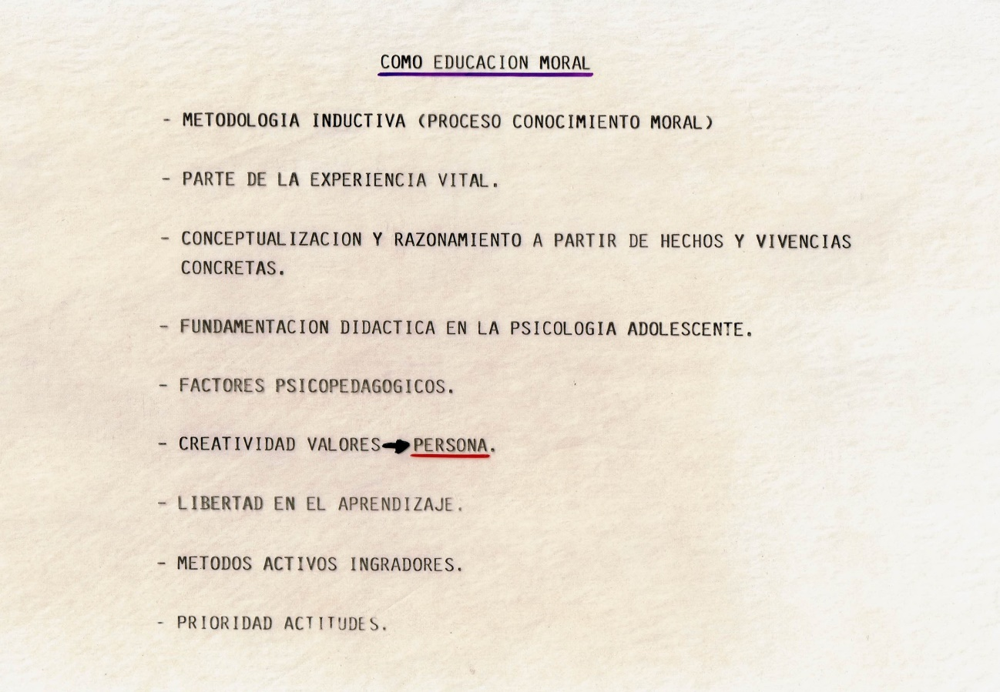 COMO EDUCACION MORAL
- METODOLOGIA INDUCTIVA (PROCESO CONOCIMIENTO MORAL)
- PARTE DE LA EXPERIENCIA VITAL.
- CONCEPTUALIZACION Y RAZONAMIENTO A PARTIR DE HECHOS Y VIVENCIAS
CONCRETAS.
- FUNDAMENTACION DIDACTICA EN LA PSICOLOGIA ADOLESCENTE.
- FACTORES PSICOPEDAGOGICOS.
- CREATIVIDAD VALORES➡PERSONA.
- LIBERTAD EN EL APRENDIZAJE.
- METODOS ACTIVOS INGRADORES.
- PRIORIDAD ACTITUDES.